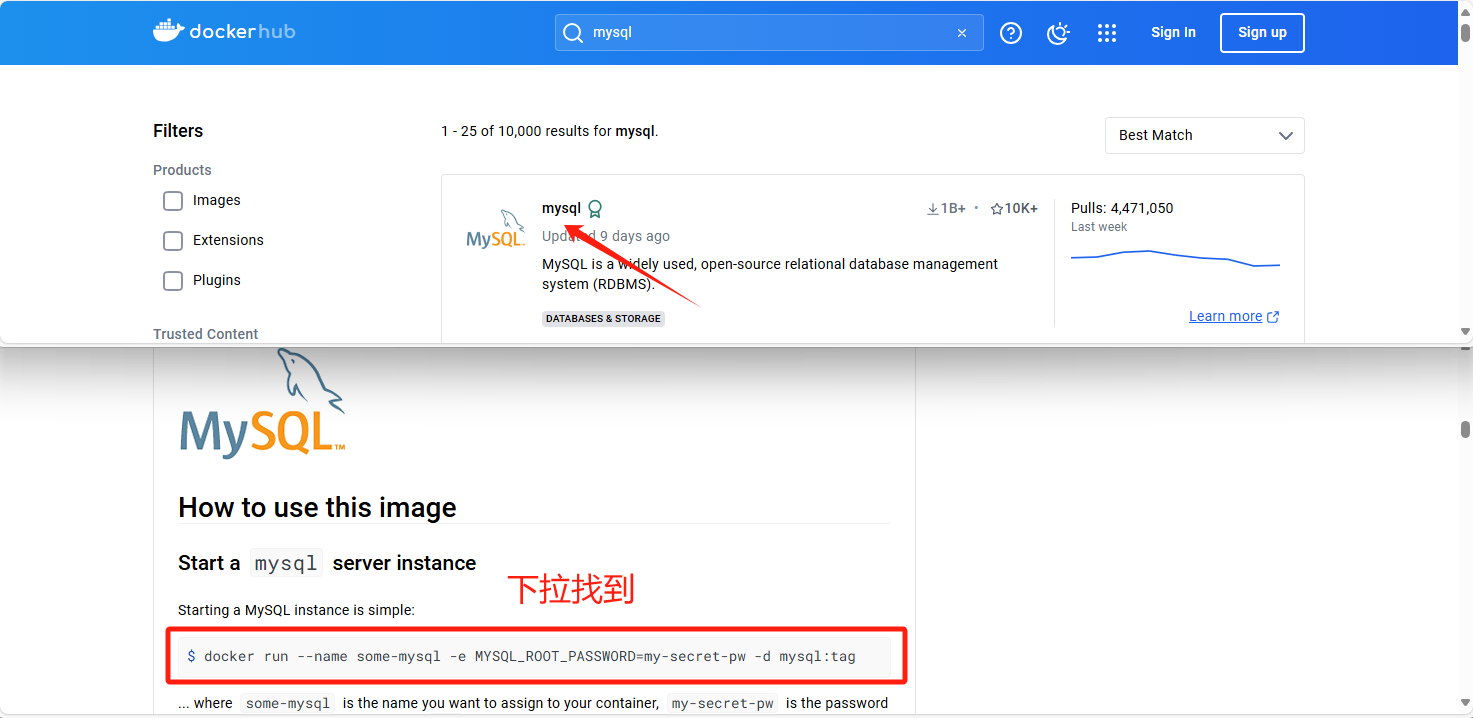 docker hub
mysql
Sign In
Sign up
Filters
1 - 25 of 10,000 results for mysql.
Best Match
Products
Images
Extensions
Plugins
Trusted Content
MySQL™
mysql
1B+ • 10K+
Updated 9 days ago
MySQL is a widely used, open-source relational database management
system (RDBMS).
DATABASES & STORAGE
Pulls: 4,471,050
Last week
Learn more
MySQL™
How to use this image
Start a mysql server instance
下拉找到
Starting a MySQL instance is simple:
$ docker run --name some-mysql -e MYSQL_ROOT_PASSWORD=my-secret-pw -d mysql:tag
... where some-mysql is the name you want to assign to your container, my-secret-pw is the password